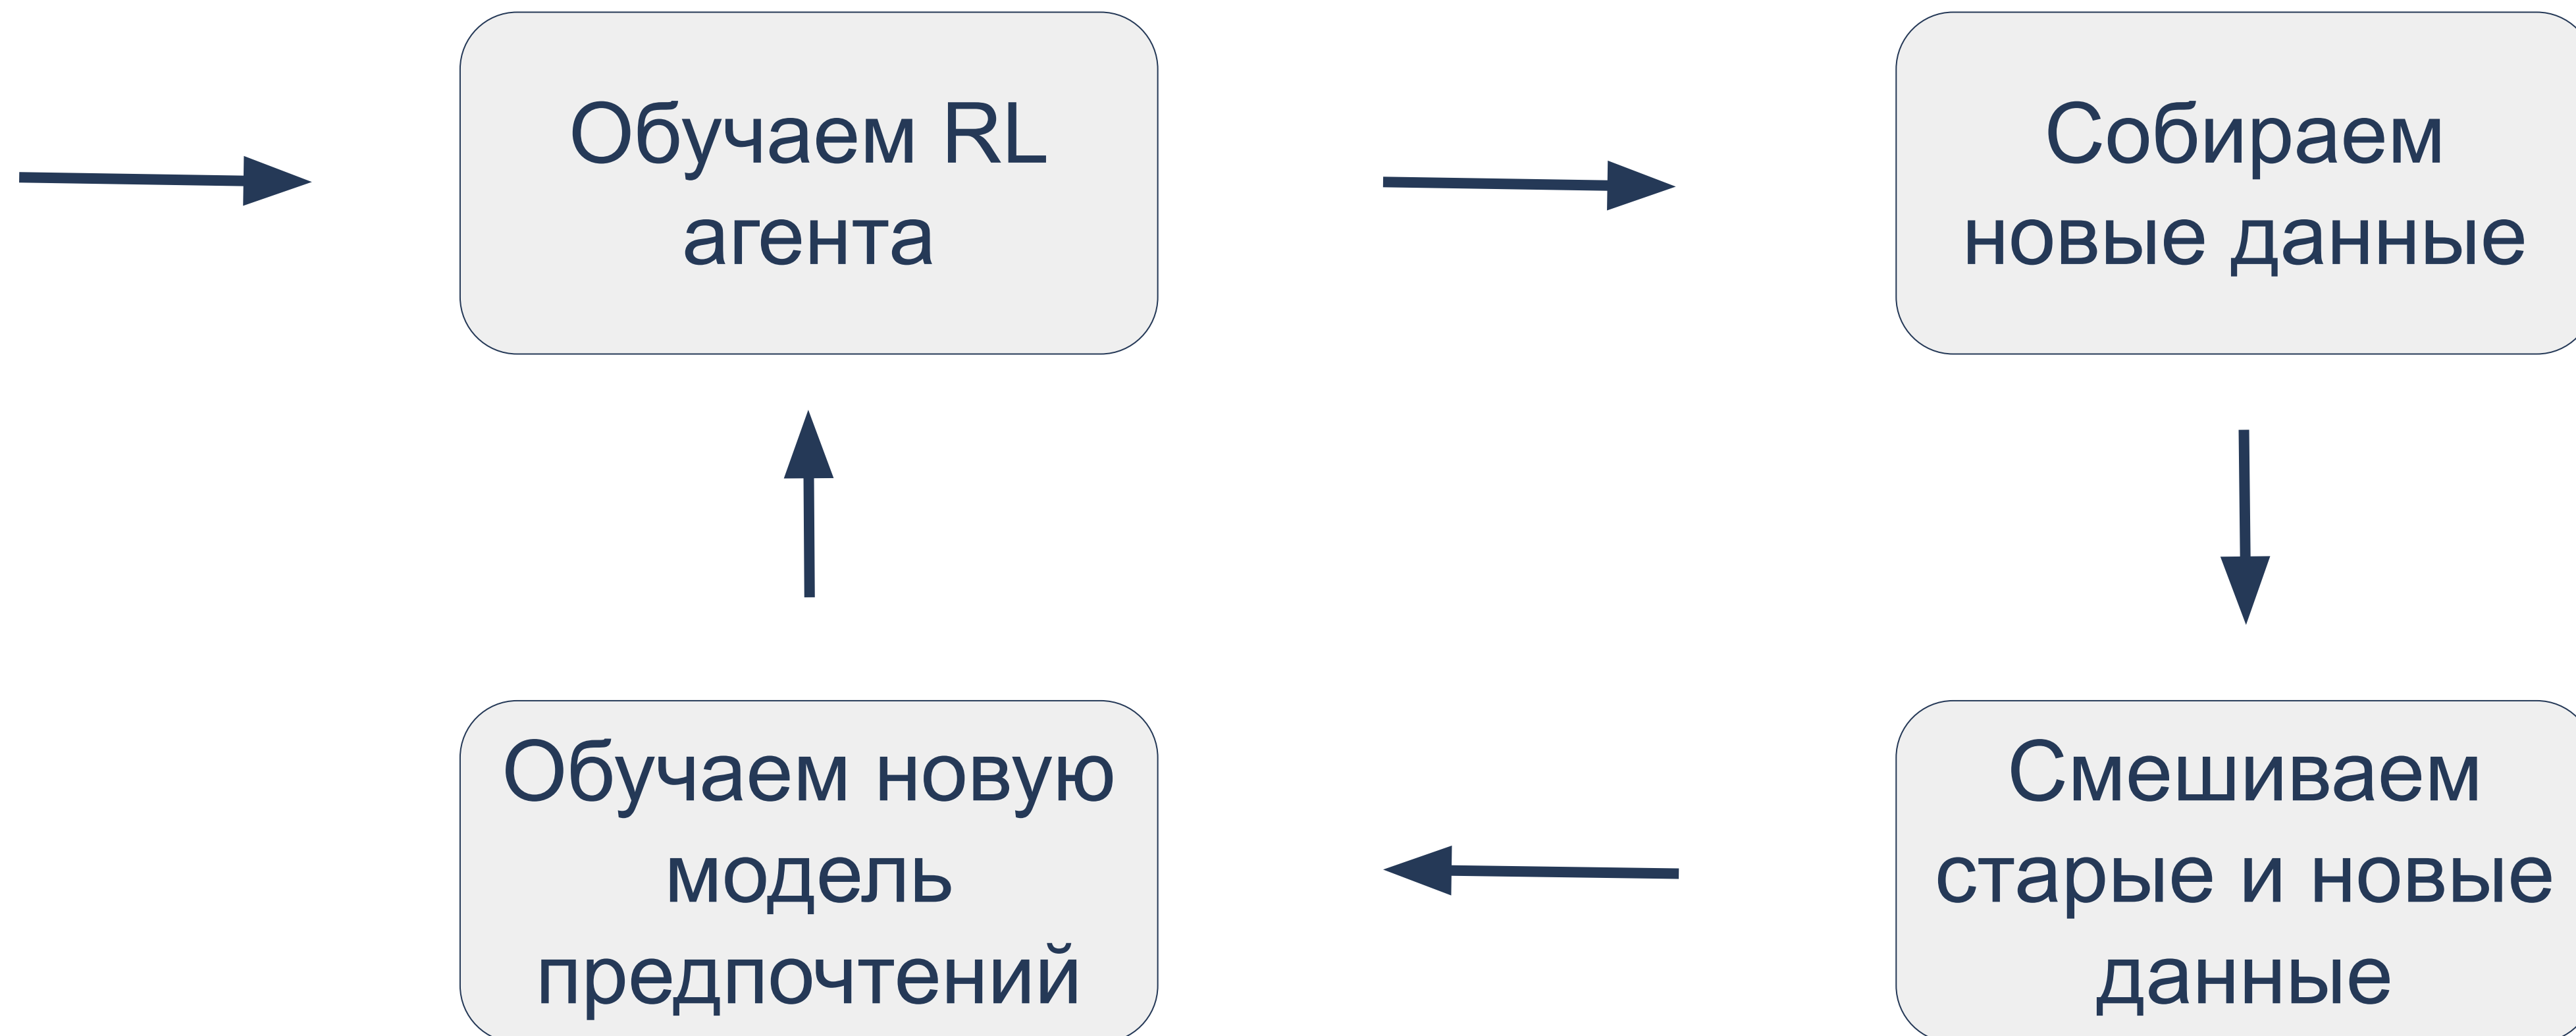 Обучаем RL
агента
Собираем
новые данные
Обучаем новую
модель
предпочтений
Смешиваем
старые и новые
данные